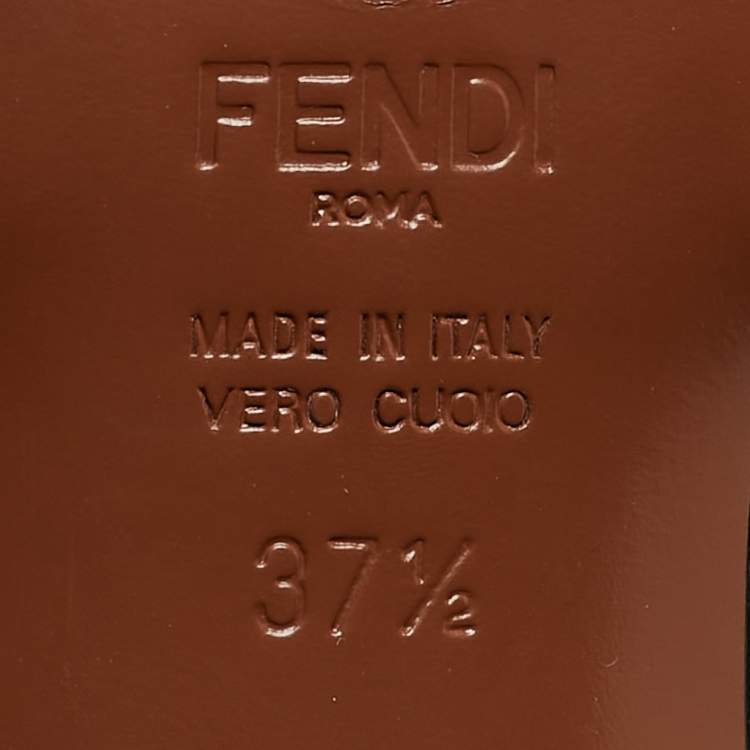 FENDI
ROMA
MADE IN ITALY
VERO CUOIO
37½